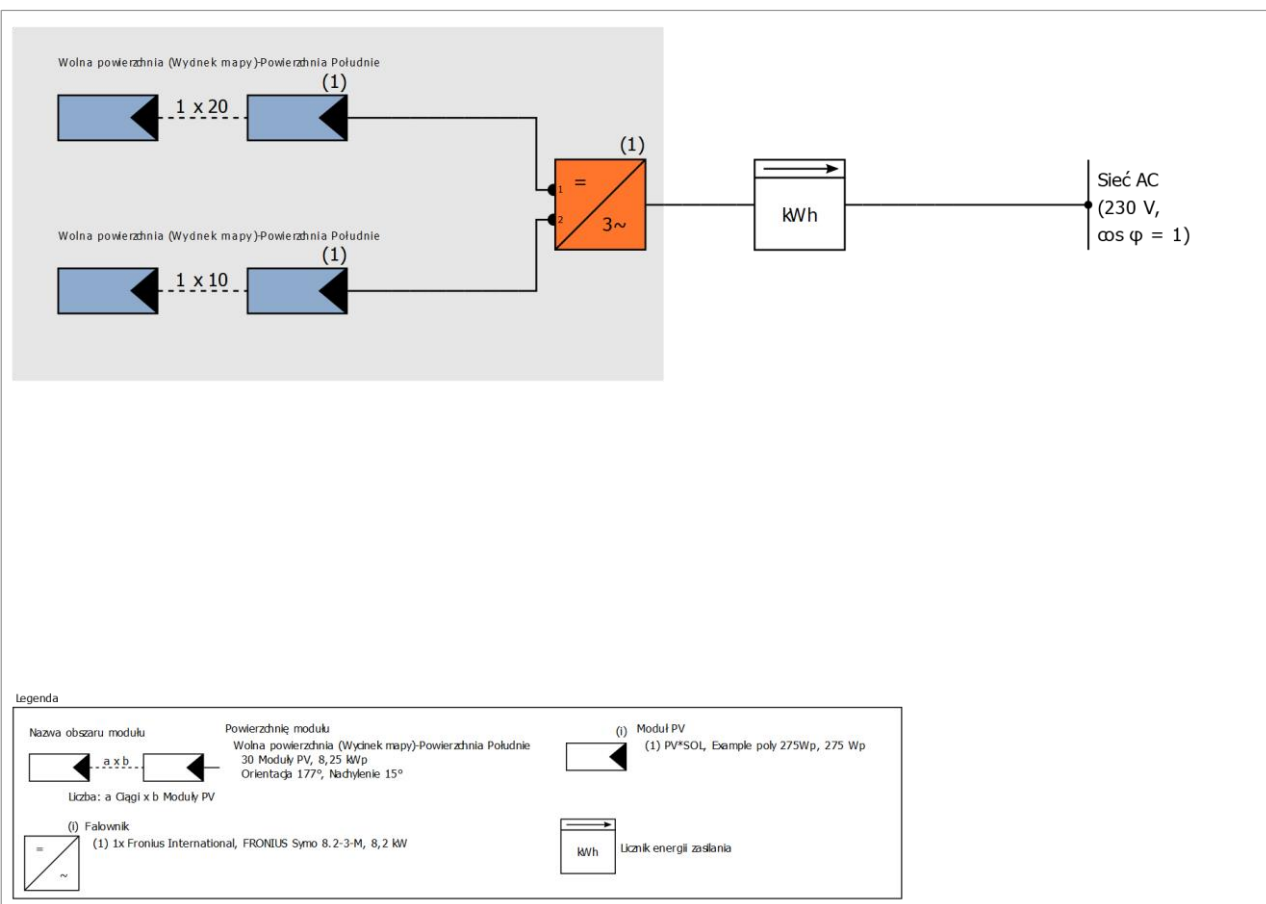 Wolna powierzchnia (Wycinek mapy)-Powierzchnia Południe
(1)
1 x 20
(1)
1
=
2
3~
kWh
Sieć AC
(230 V,
cos φ = 1)
Wolna powierzchnia (Wycinek mapy)-Powierzchnia Południe
(1)
1 x 10
Legenda
Nazwa obszaru modułu
a x b
Liczba: a Ciągi x b Moduły PV
Powierzchnię modułu
Wolna powierzchnia (Wycinek mapy)-Powierzchnia Południe
30 Moduły PV, 8,25 kWp
Orientacja 177°, Nachylenie 15°
(i) Moduł PV
(1) PV*SOL, Example poly 275Wp, 275 Wp
(i) Falownik
(1) 1x Fronius International, FRONIUS Symo 8.2-3-M, 8,2 kW
=
~
kWh
Licznik energii zasilania